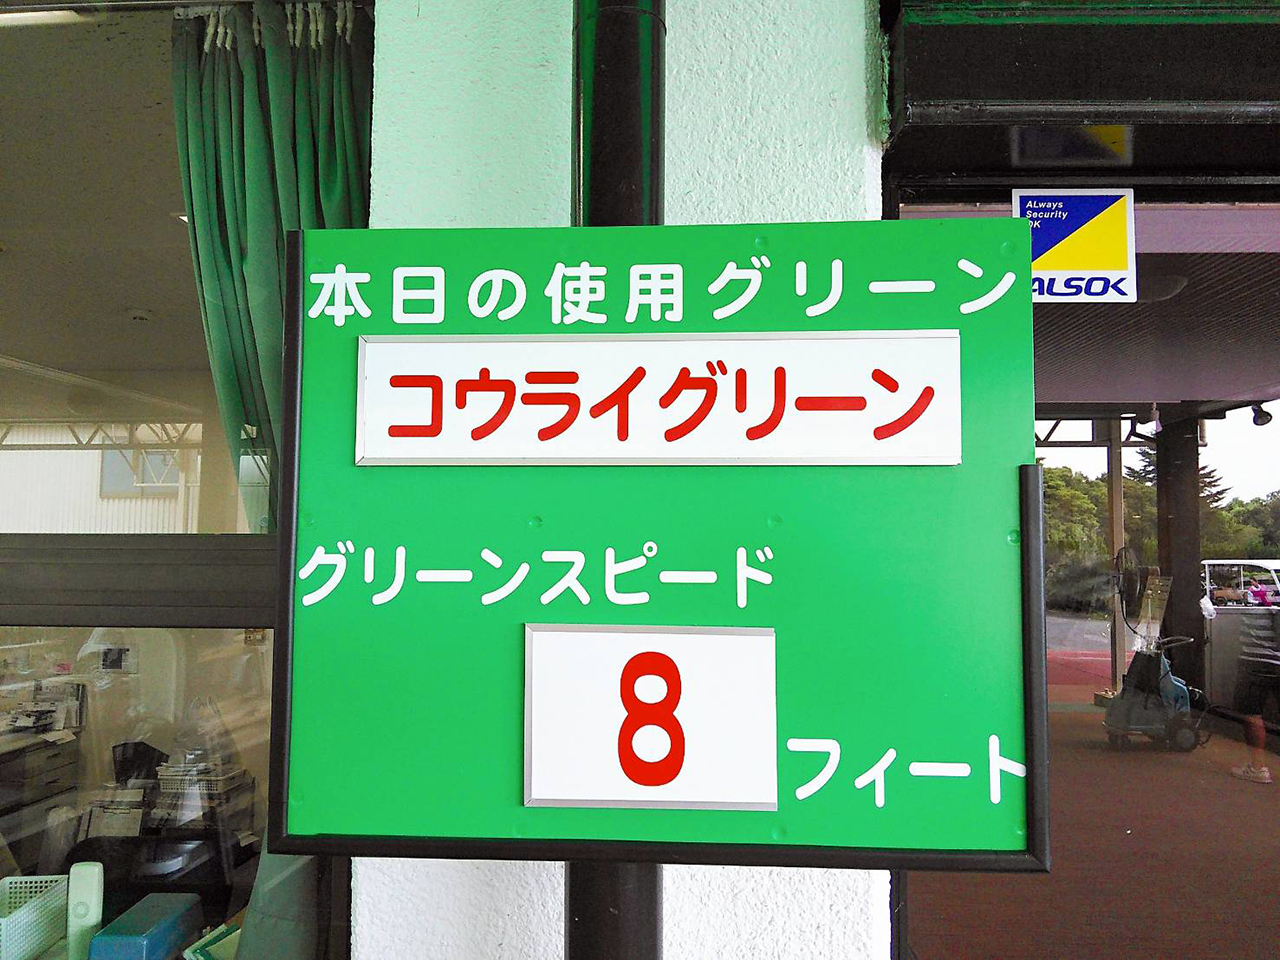 本日の使用グリーン
コウライグリーン
グリーンスピード
8
フィート
ALways
Security
OK
ALSOK